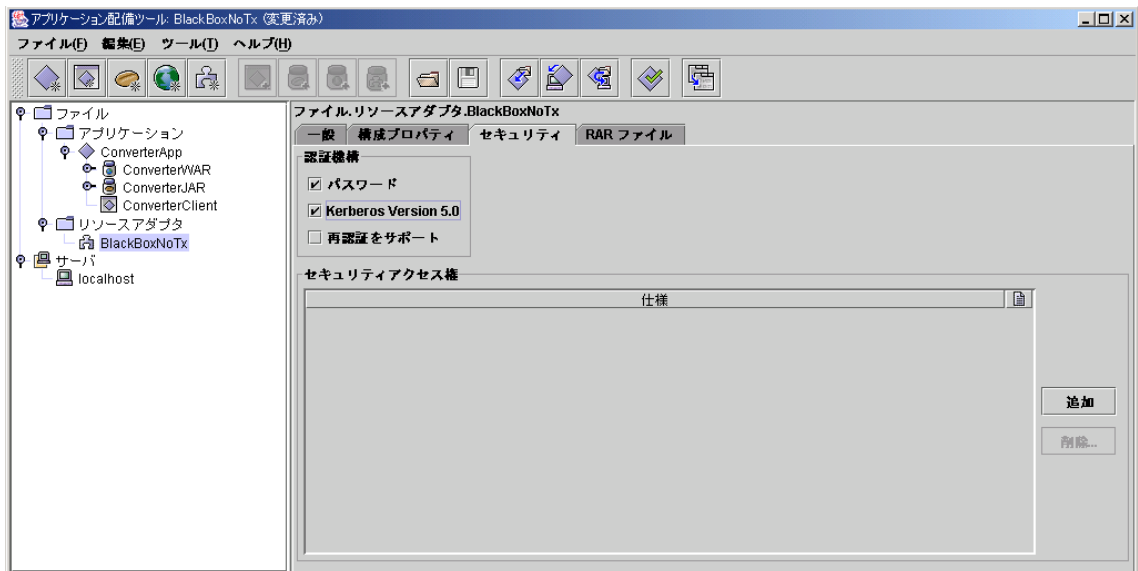 アプリケーション配備ツール: BlackBoxNoTx (変更済み)
ファイル(F) 編集(E) ツール(T) ヘルプ(H)
ファイル
アプリケーション
ConverterApp
ConverterWAR
ConverterJAR
ConverterClient
リソースアダプタ
BlackBoxNoTx
サーバ
localhost
ファイル.リソースアダプタ.BlackBoxNoTx
一般 構成プロパティ セキュリティ RAR ファイル
認証機構
パスワード
Kerberos Version 5.0
再認証をサポート
セキュリティアクセス権
仕様
追加
削除...